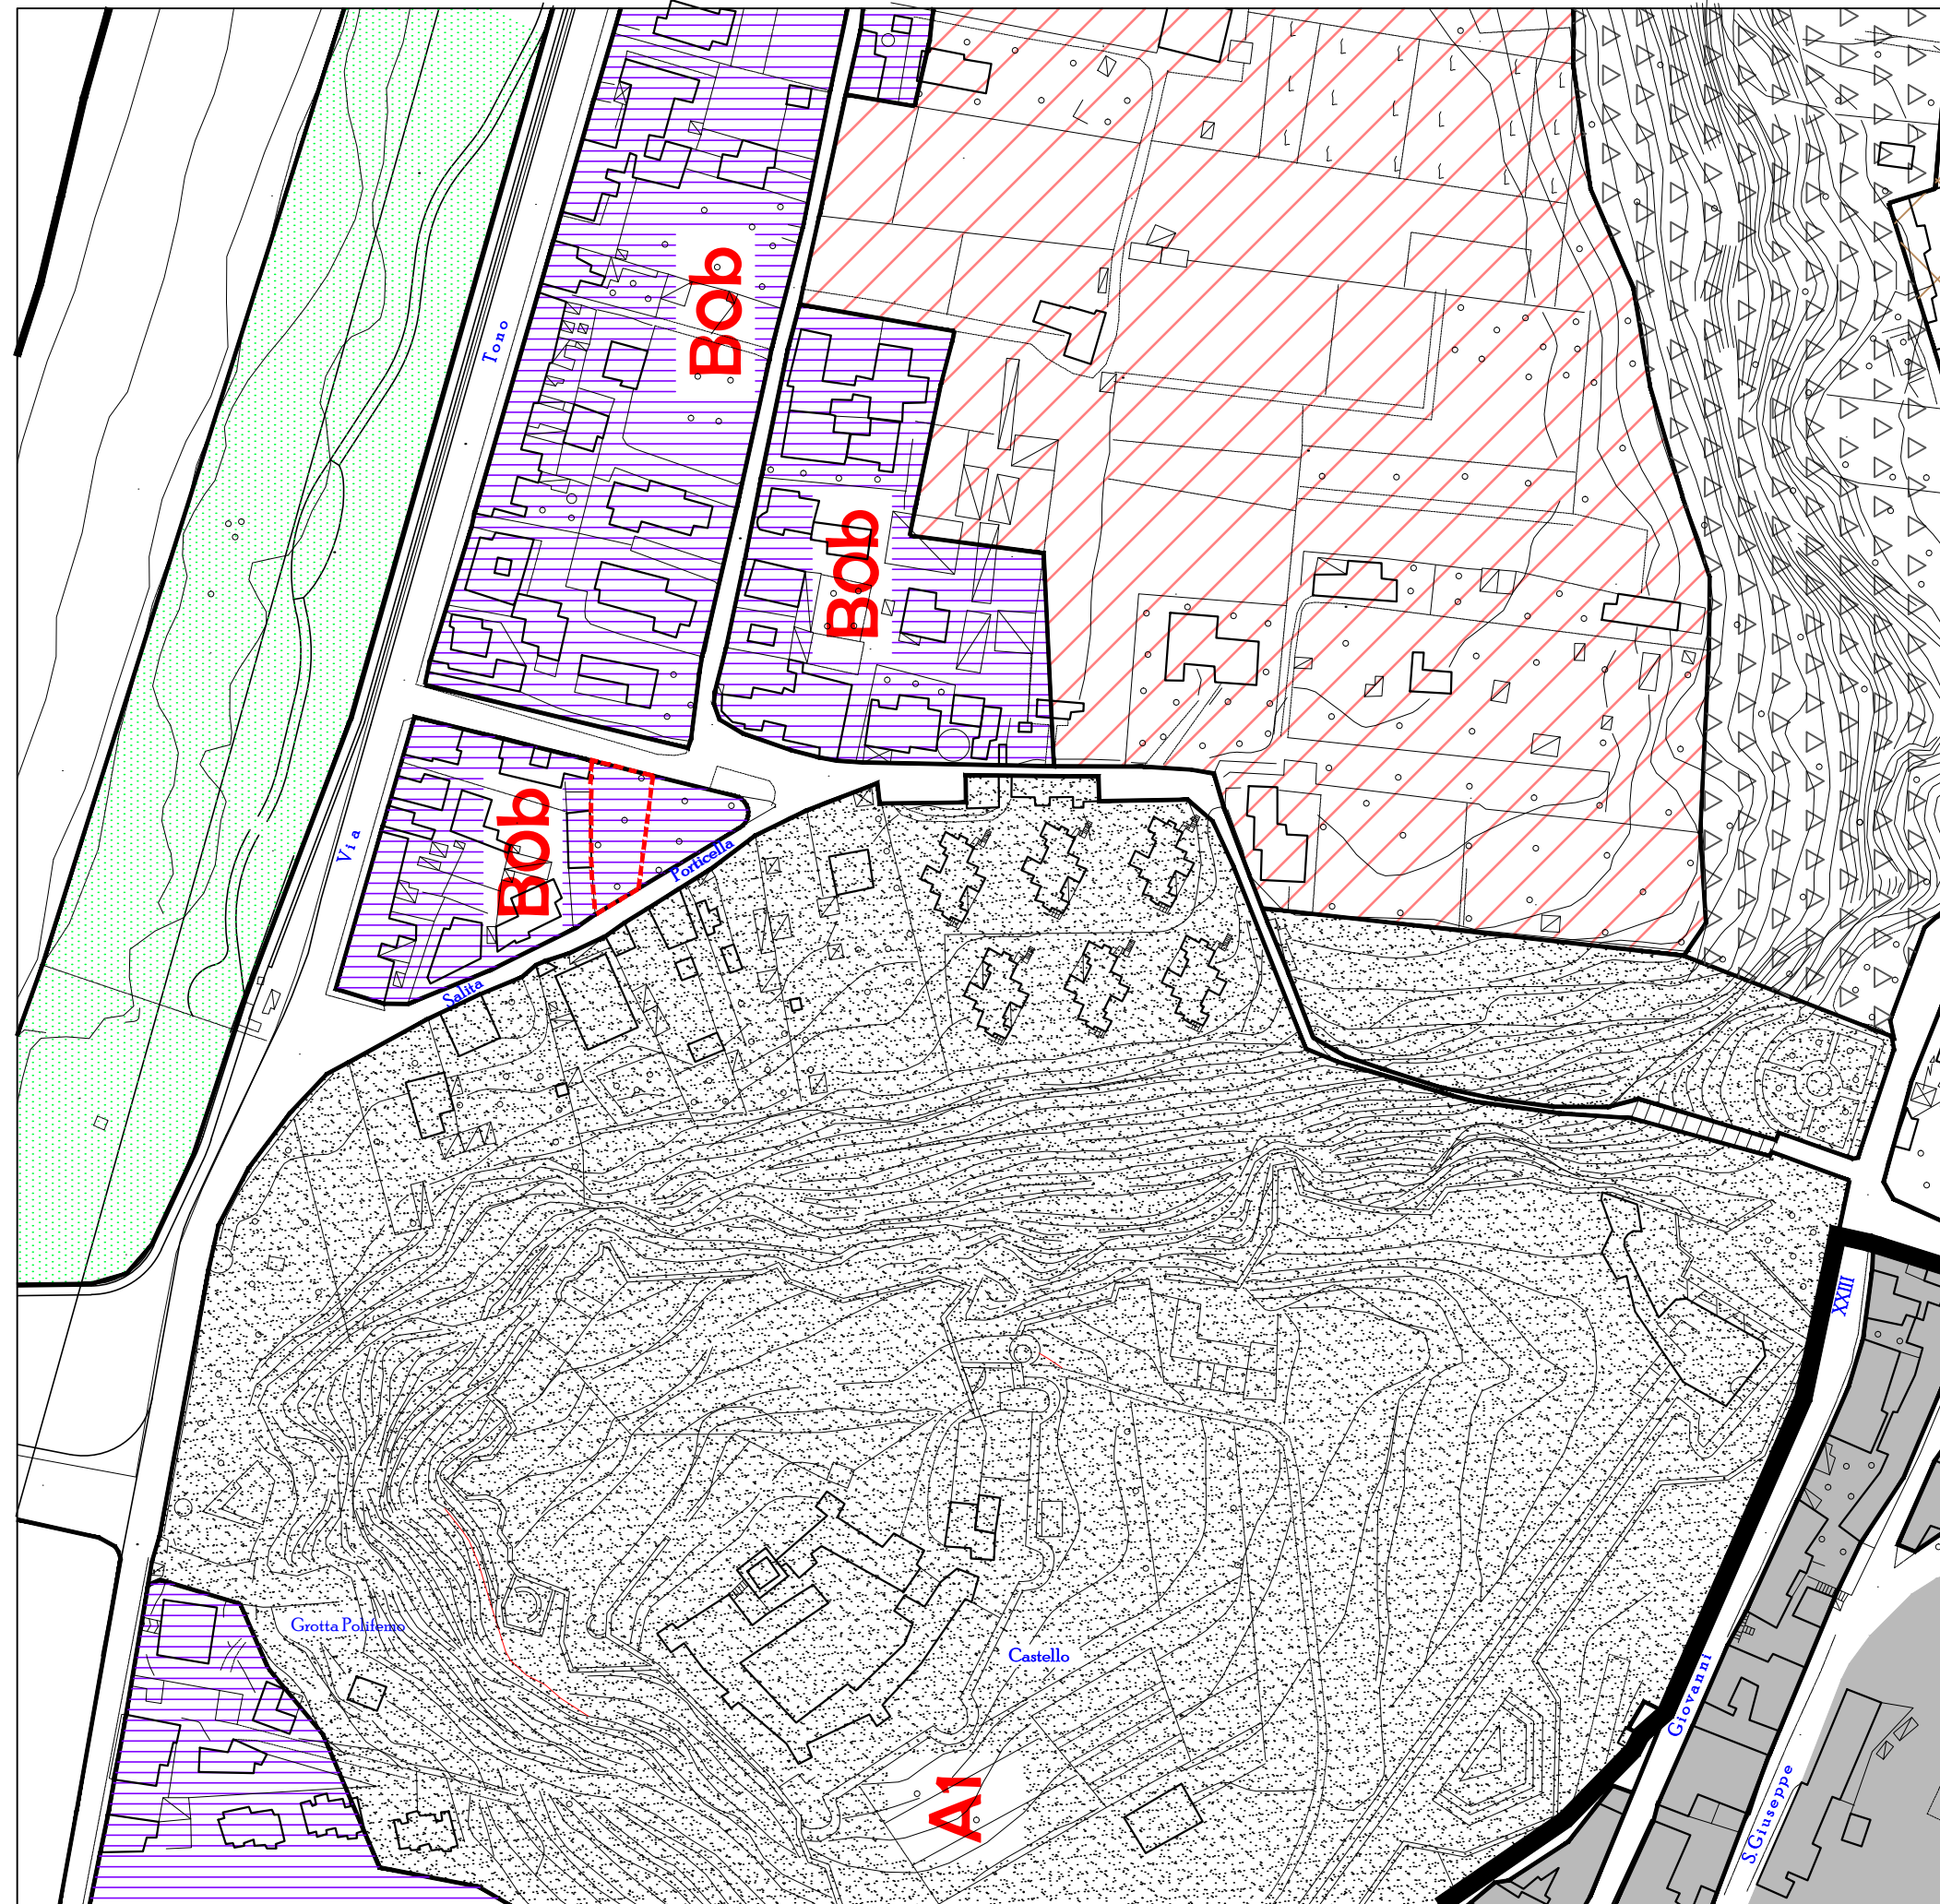 Bob
Tono
Bob
Bob
Via
Porticella
Salita
XXIII
Grotta Polifemo
Castello
Giovanni
A1
S. Giuseppe